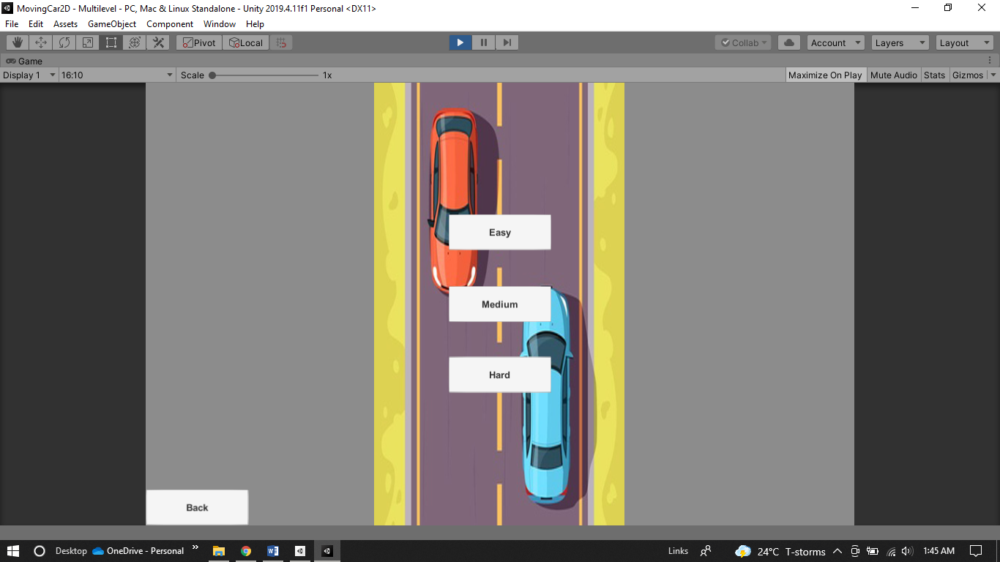 MovingCar2D - Multilevel - PC, Mac & Linux Standalone - Unity 2019.4.11f1 Personal <DX11>
File Edit Assets GameObject Component Window Help
Pivot Local Collab Account Layers Layout
Game
Display 1 16:10 Scale 1x Maximize On Play Mute Audio Stats Gizmos
Easy
Medium
Hard
Back
Desktop OneDrive - Personal » Links 24°C T-storms 1:45 AM